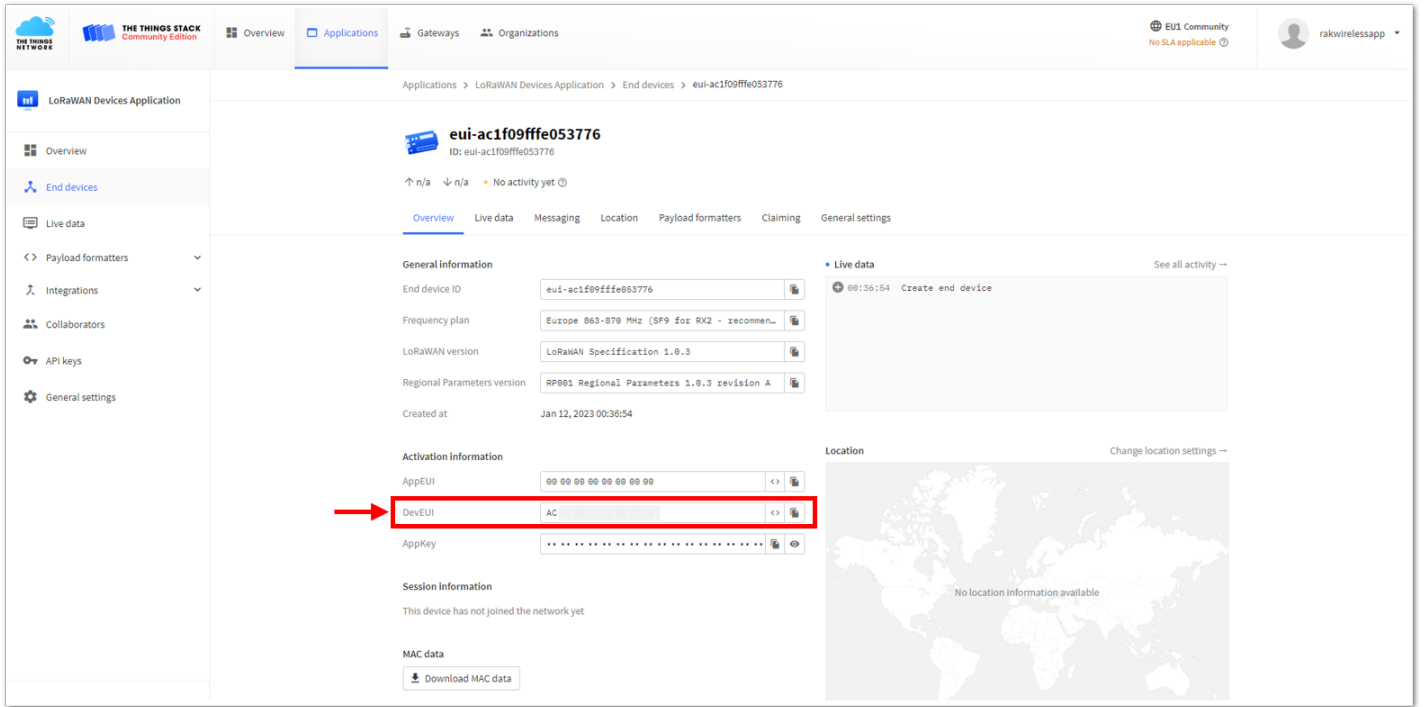 THE THINGS NETWORK
THE THINGS STACK
Community Edition
Overview
Applications
Gateways
Organizations
EU1 Community
No SLA applicable
rakwirelessapp
LoRaWAN Devices Application
Overview
End devices
Live data
Payload formatters
Integrations
Collaborators
API keys
General settings
Applications > LoRaWAN Devices Application > End devices > eui-ac1f09fffe053776
eui-ac1f09fffe053776
ID: eui-ac1f09fffe053776
↑ n/a ↓ n/a • No activity yet
Overview Live data Messaging Location Payload formatters Claiming General settings
General information
End device ID eui-ac1f09fffe053776
Frequency plan Europe 863-870 MHz (SF9 for RX2 - recommen…
LoRaWAN version LoRaWAN Specification 1.0.3
Regional Parameters version RP001 Regional Parameters 1.0.3 revision A
Created at Jan 12, 2023 00:36:54
Activation information
AppEUI 00 00 00 00 00 00 00 00
DevEUI AC
AppKey
Session information
This device has not joined the network yet
MAC data
Download MAC data
• Live data See all activity →
00:36:54 Create end device
Location Change location settings →
No location information available